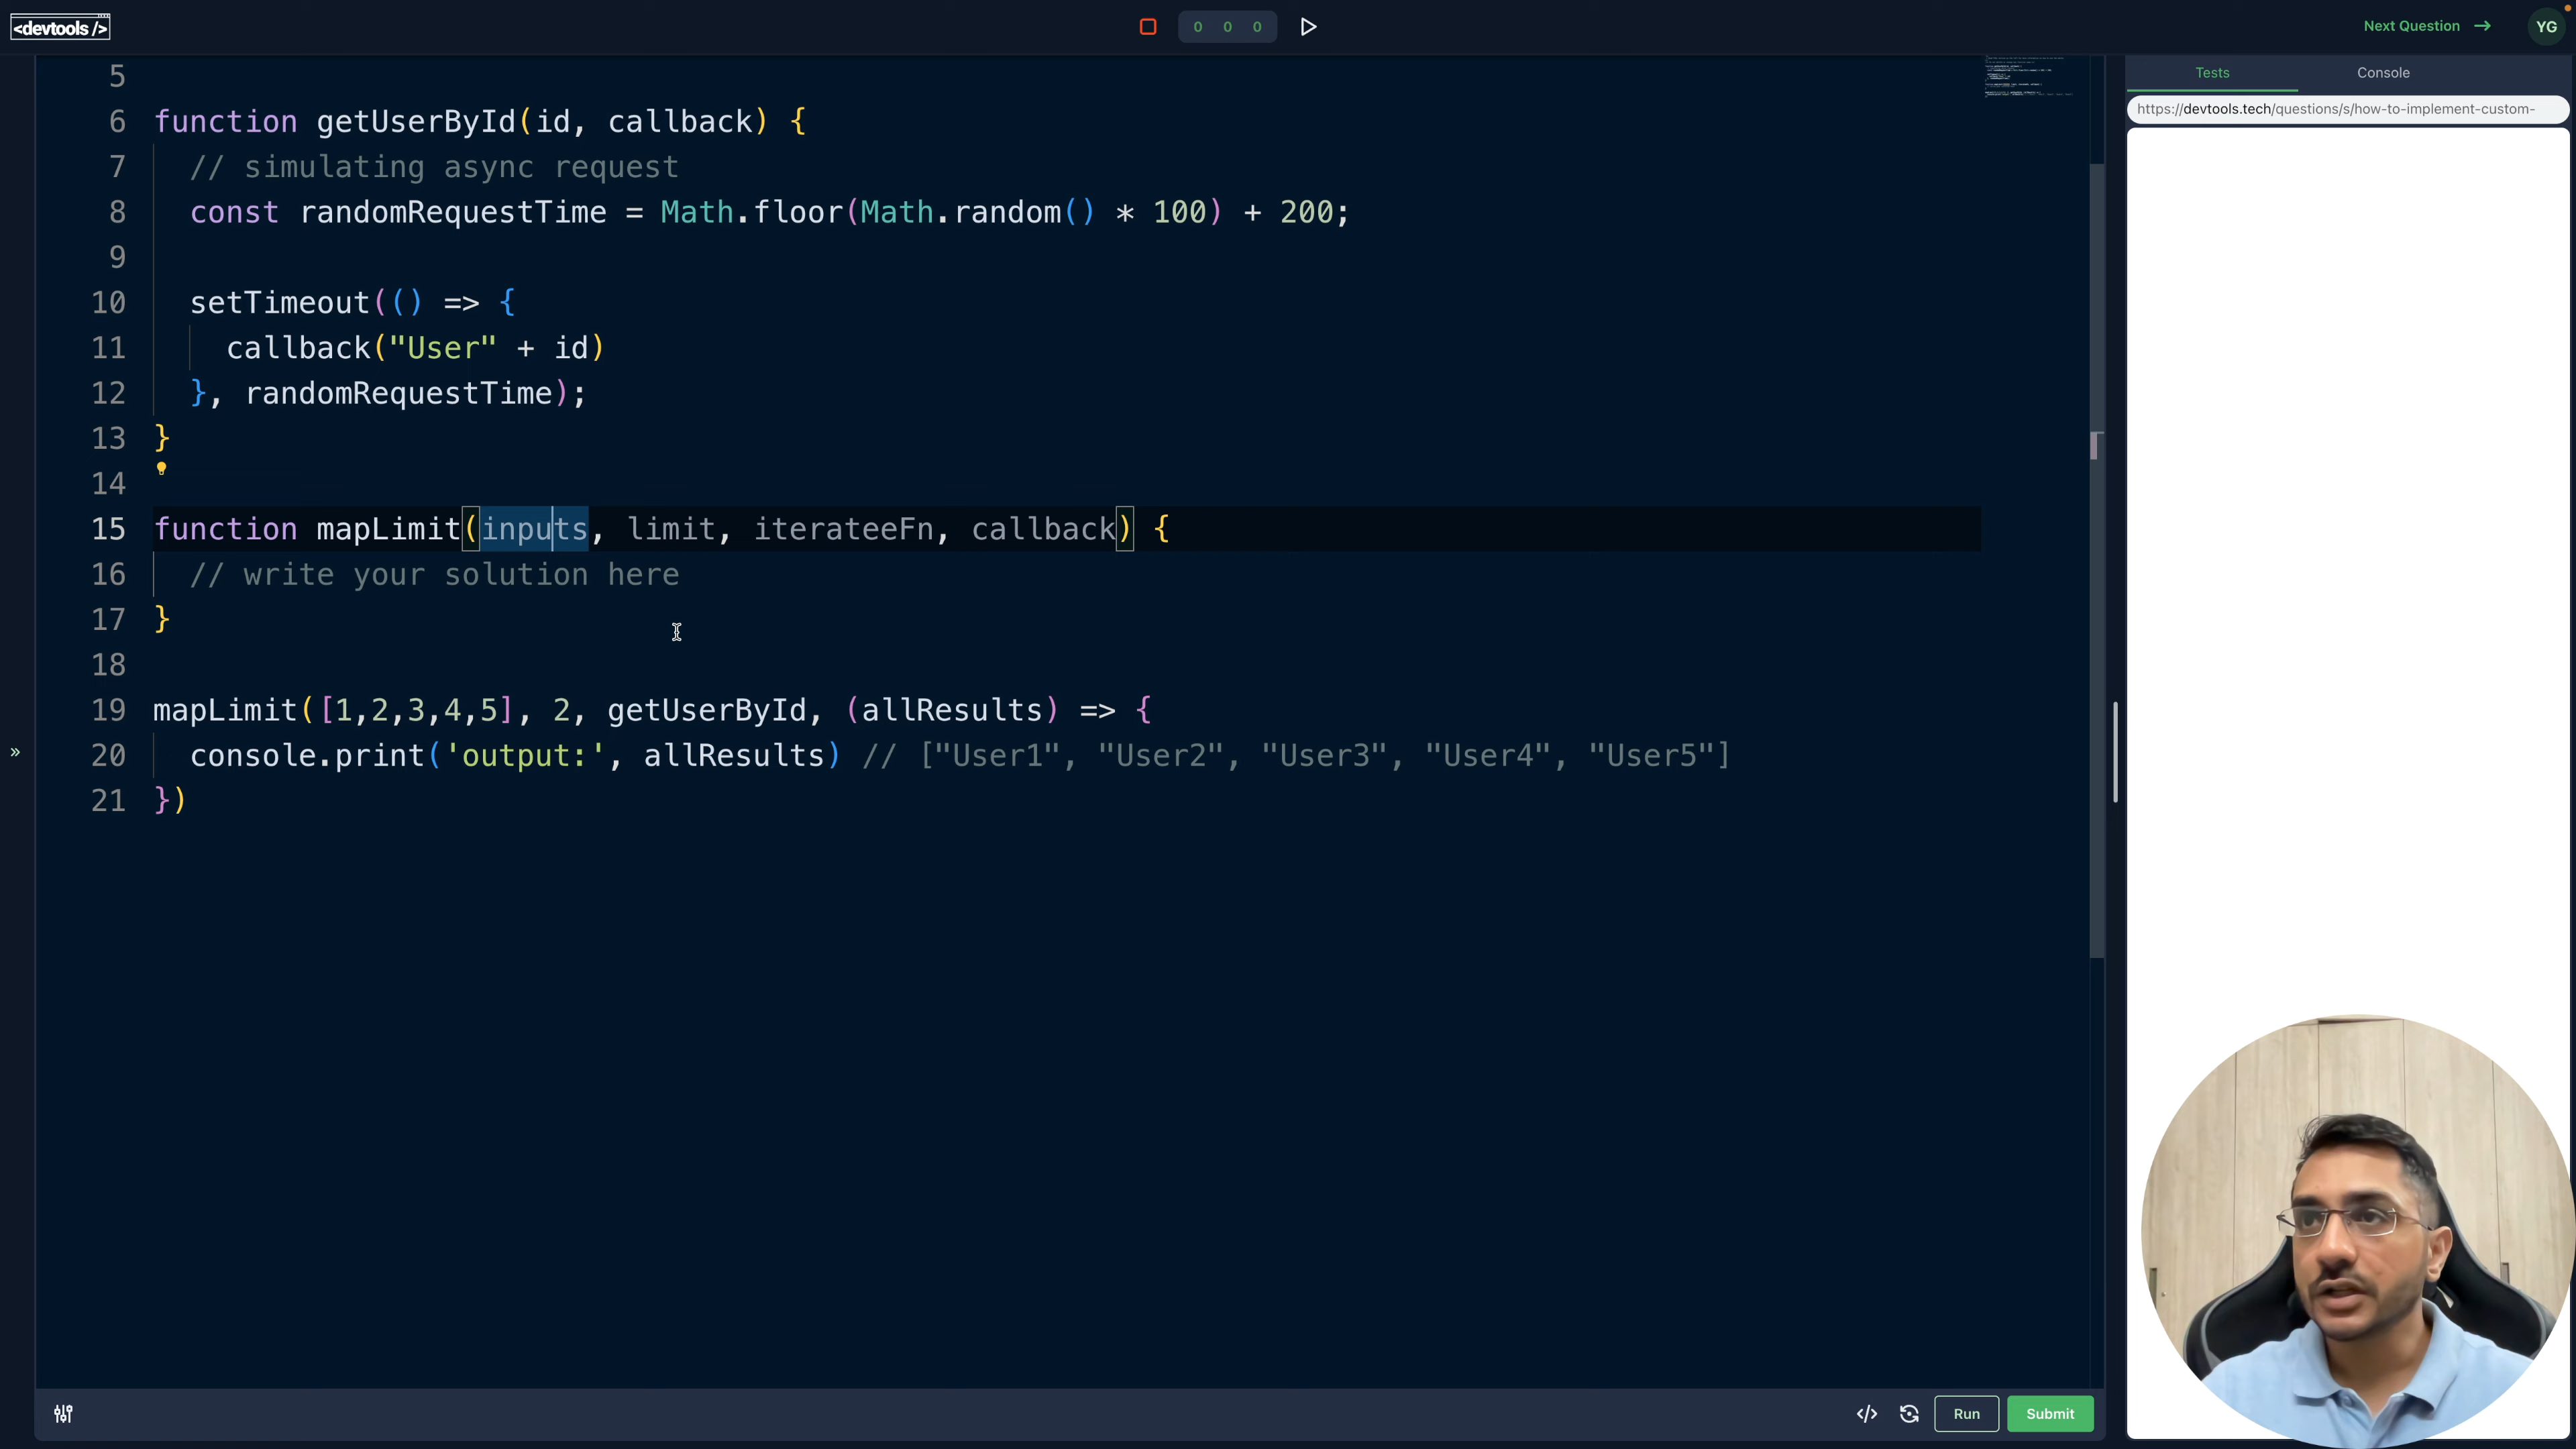 <devtools />
0 0 0
Next Question →
YG
Tests
Console
https://devtools.tech/questions/s/how-to-implement-custom-
5
6 function getUserById(id, callback) {
7 // simulating async request
8 const randomRequestTime = Math.floor(Math.random() * 100) + 200;
9
10 setTimeout(() => {
11 callback("User" + id)
12 }, randomRequestTime);
13 }
14
15 function mapLimit(inputs, limit, iterateeFn, callback) {
16 // write your solution here
17 }
18
19 mapLimit([1,2,3,4,5], 2, getUserById, (allResults) => {
20 console.print('output:', allResults) // ["User1", "User2", "User3", "User4", "User5"]
21 })
»
</>
Run
Submit